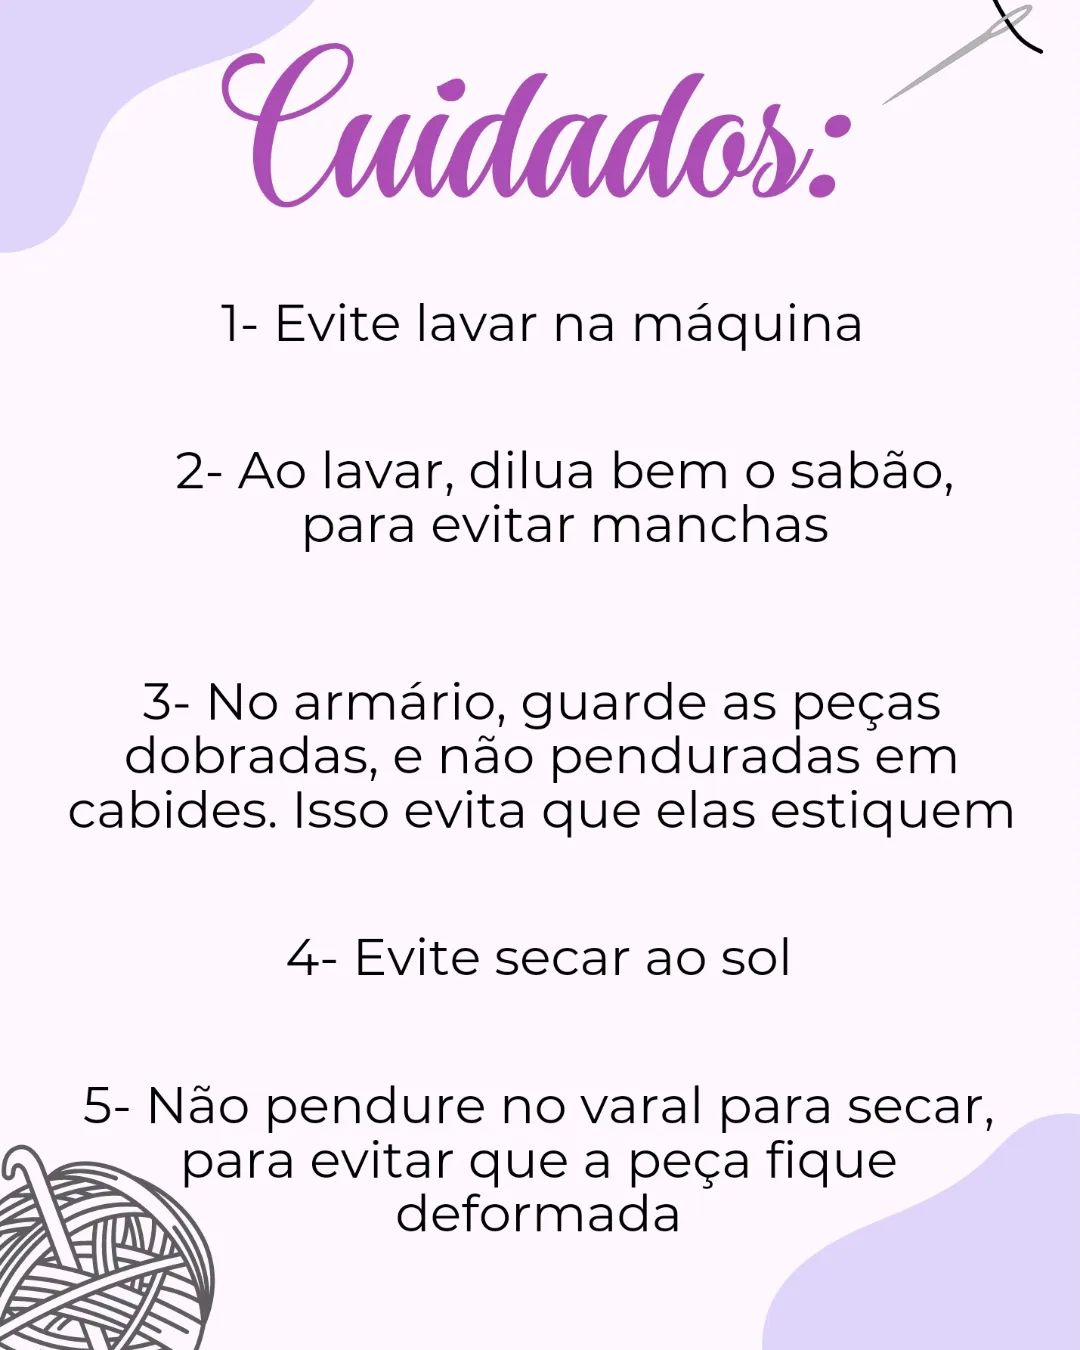 Cuidados:
1- Evite lavar na máquina
2- Ao lavar, dilua bem o sabão,
para evitar manchas
3- No armário, guarde as peças
dobradas, e não penduradas em
cabides. Isso evita que elas estiquem
4- Evite secar ao sol
5- Não pendure no varal para secar,
para evitar que a peça fique
deformada